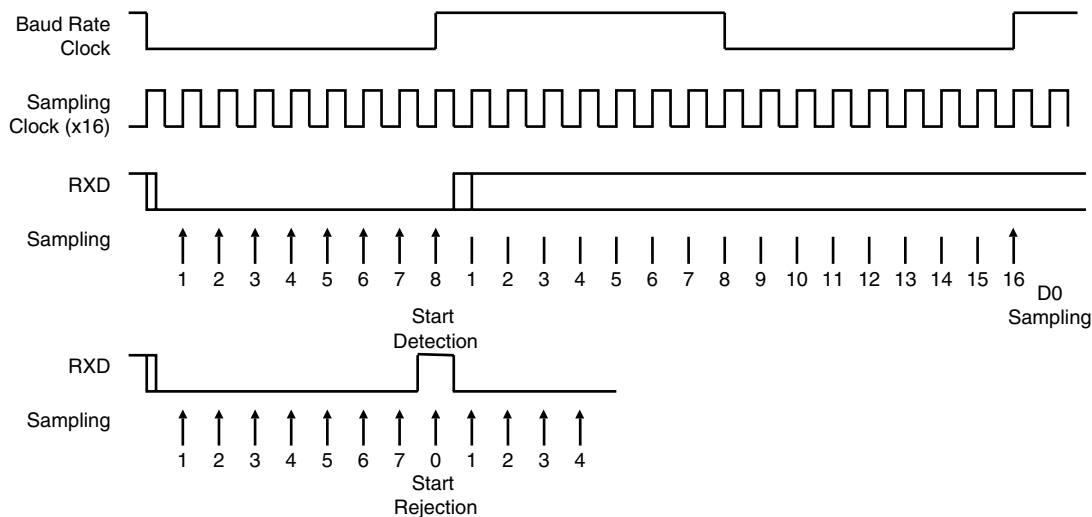 Baud Rate
Clock
Sampling
Clock (x16)
RXD
Sampling
1 2 3 4 5 6 7 8 1 2 3 4 5 6 7 8 9 10 11 12 13 14 15 16
D0
Sampling
Start
Detection
RXD
Sampling
1 2 3 4 5 6 7 0 1 2 3 4
Start
Rejection